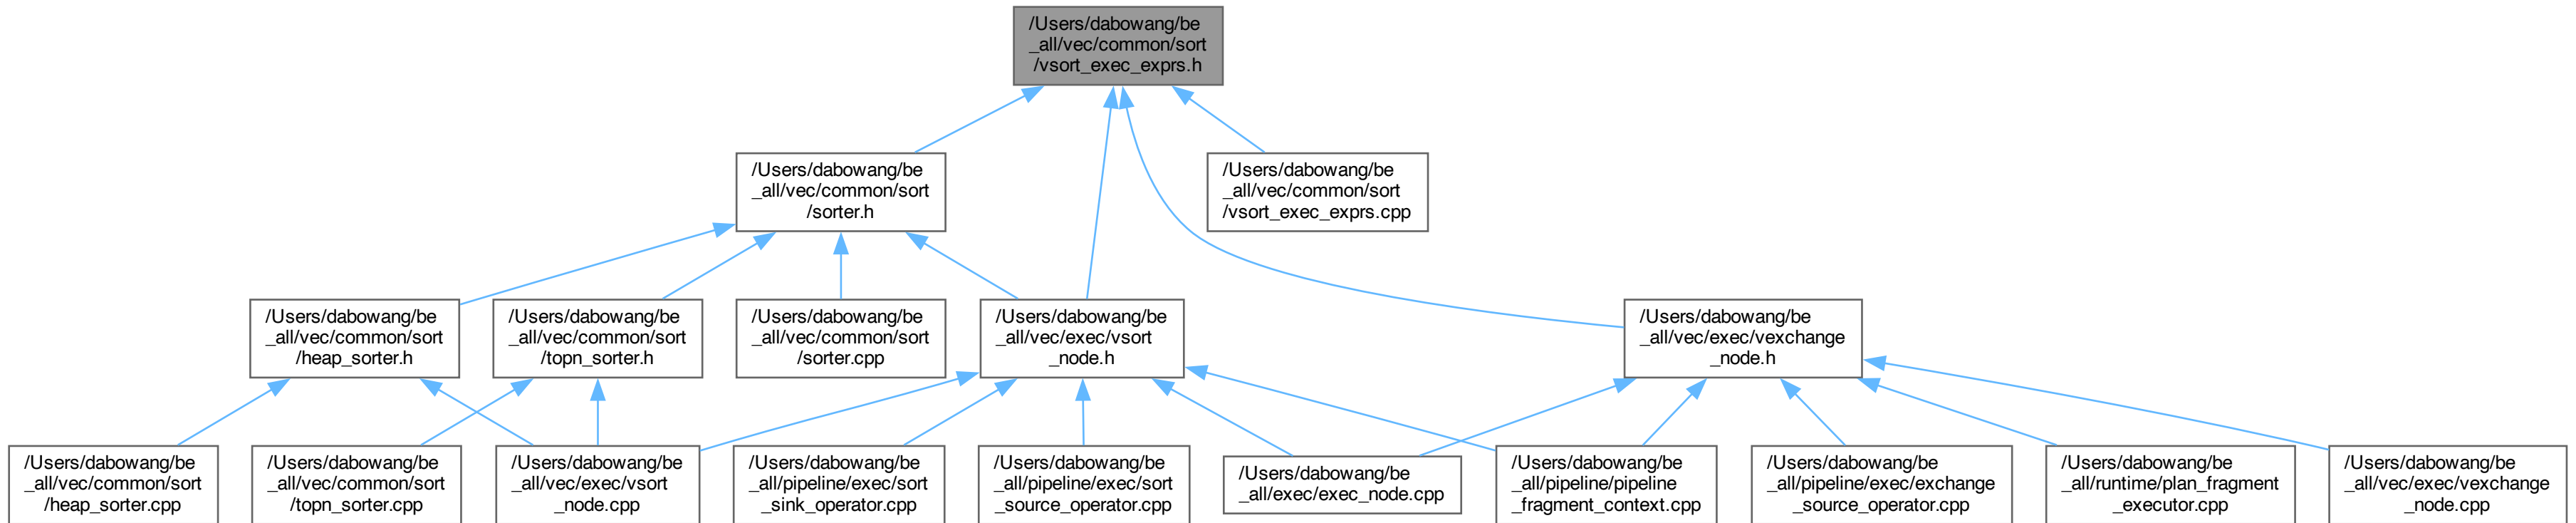 /Users/dabowang/be
_all/vec/common/sort
/vsort_exec_exprs.h
/Users/dabowang/be
_all/vec/common/sort
/sorter.h
/Users/dabowang/be
_all/vec/common/sort
/vsort_exec_exprs.cpp
/Users/dabowang/be
_all/vec/common/sort
/heap_sorter.h
/Users/dabowang/be
_all/vec/common/sort
/topn_sorter.h
/Users/dabowang/be
_all/vec/common/sort
/sorter.cpp
/Users/dabowang/be
_all/vec/exec/vsort
_node.h
/Users/dabowang/be
_all/vec/exec/vexchange
_node.h
/Users/dabowang/be
_all/vec/common/sort
/heap_sorter.cpp
/Users/dabowang/be
_all/vec/common/sort
/topn_sorter.cpp
/Users/dabowang/be
_all/vec/exec/vsort
_node.cpp
/Users/dabowang/be
_all/pipeline/exec/sort
_sink_operator.cpp
/Users/dabowang/be
_all/pipeline/exec/sort
_source_operator.cpp
/Users/dabowang/be
_all/exec/exec_node.cpp
/Users/dabowang/be
_all/pipeline/pipeline
_fragment_context.cpp
/Users/dabowang/be
_all/pipeline/exec/exchange
_source_operator.cpp
/Users/dabowang/be
_all/runtime/plan_fragment
_executor.cpp
/Users/dabowang/be
_all/vec/exec/vexchange
_node.cpp